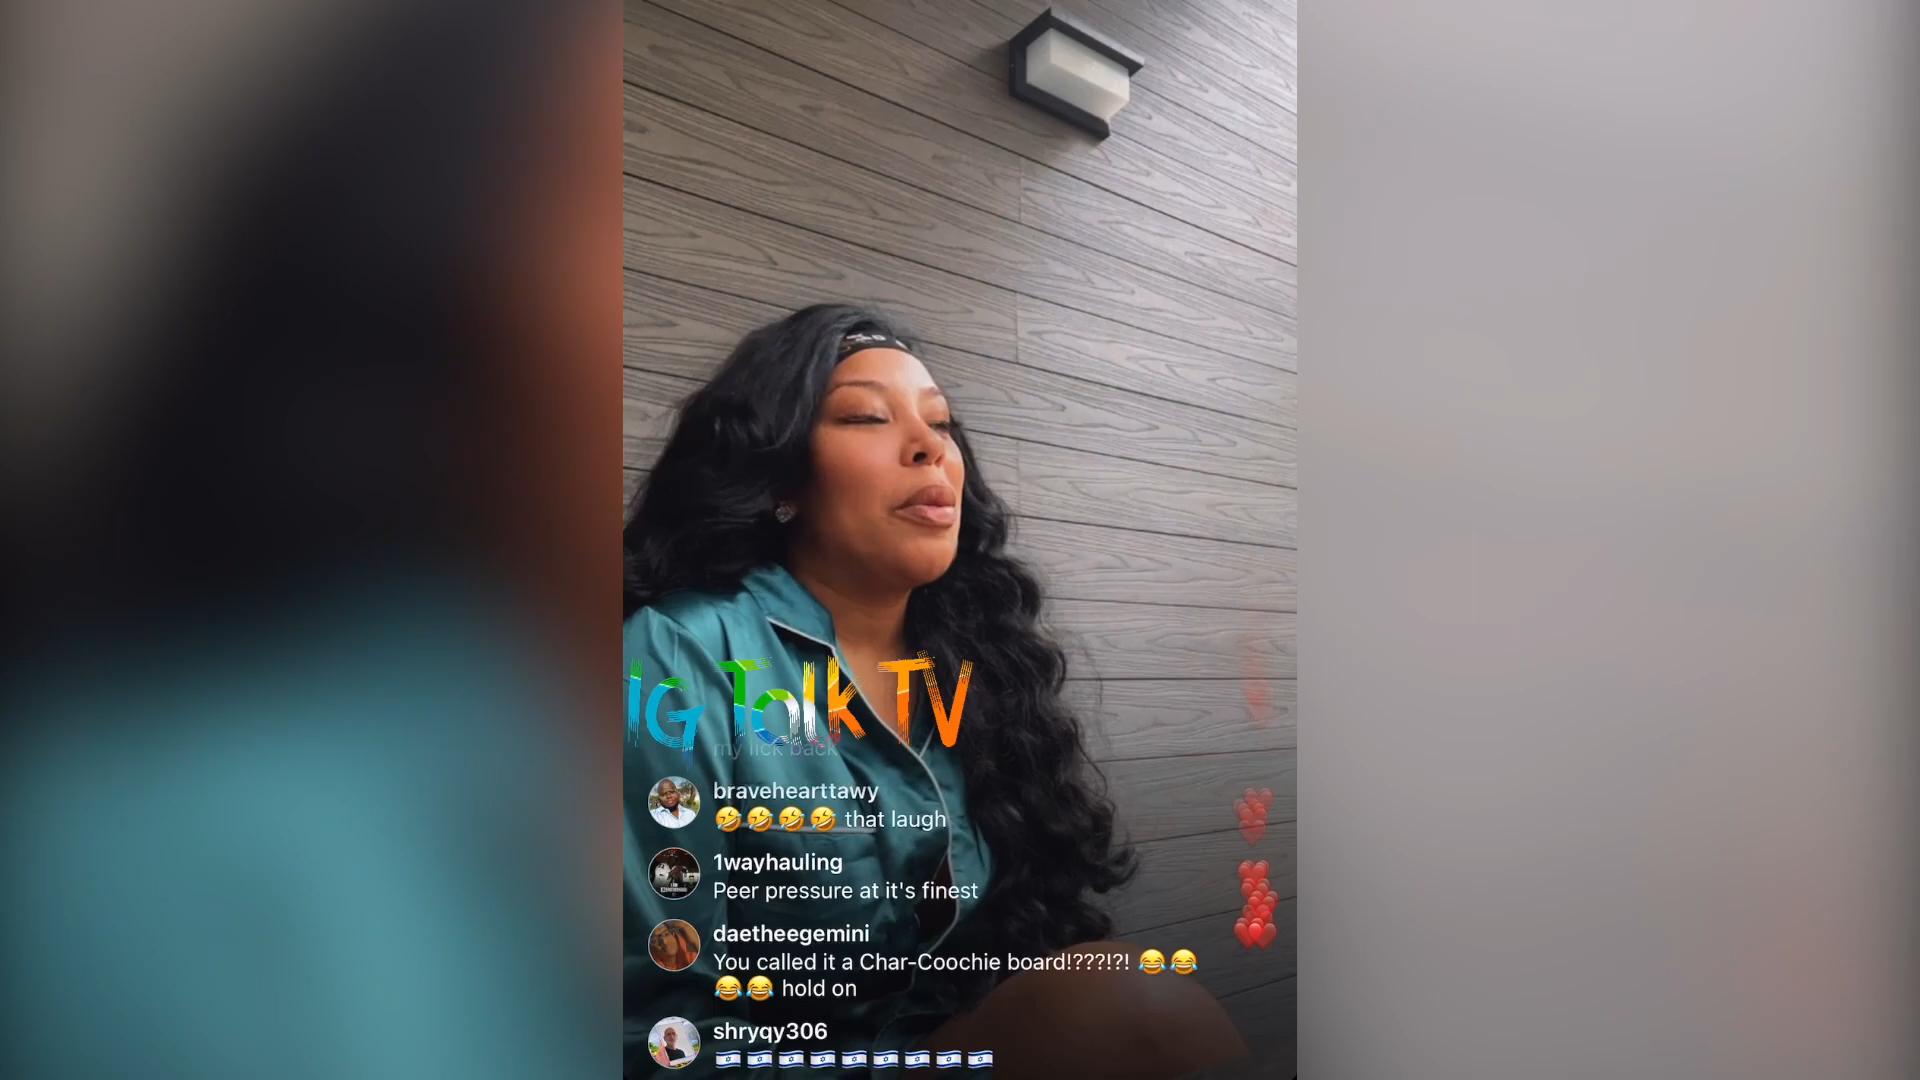 IG Talk TV
my lick back
bravehearttawy
🤣🤣🤣🤣 that laugh
1wayhauling
Peer pressure at it's finest
daetheegemini
You called it a Char-Coochie board!???!?! 😂😂
😂😂 hold on
shryqy306
🇮🇱🇮🇱🇮🇱🇮🇱🇮🇱🇮🇱🇮🇱🇮🇱🇮🇱